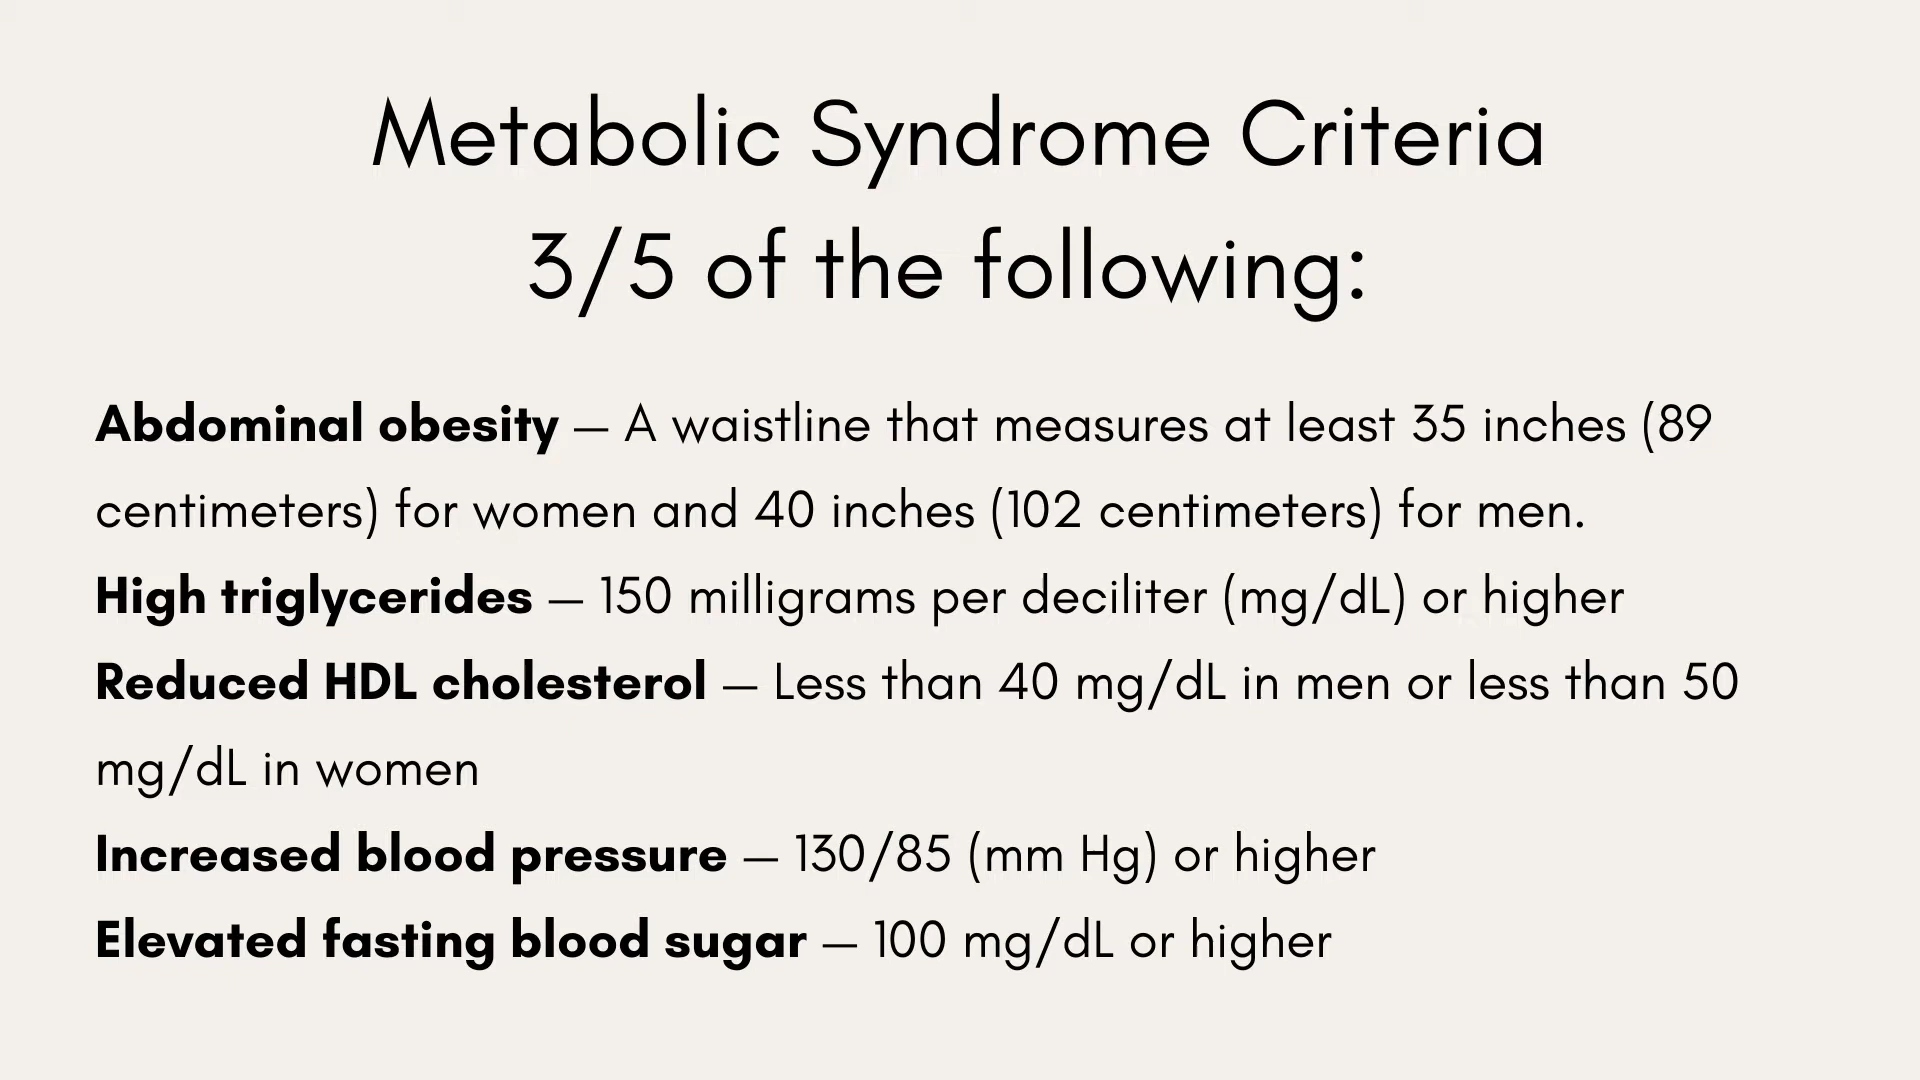 Metabolic Syndrome Criteria
3/5 of the following:
Abdominal obesity — A waistline that measures at least 35 inches (89
centimeters) for women and 40 inches (102 centimeters) for men.
High triglycerides — 150 milligrams per deciliter (mg/dL) or higher
Reduced HDL cholesterol — Less than 40 mg/dL in men or less than 50
mg/dL in women
Increased blood pressure — 130/85 (mm Hg) or higher
Elevated fasting blood sugar — 100 mg/dL or higher